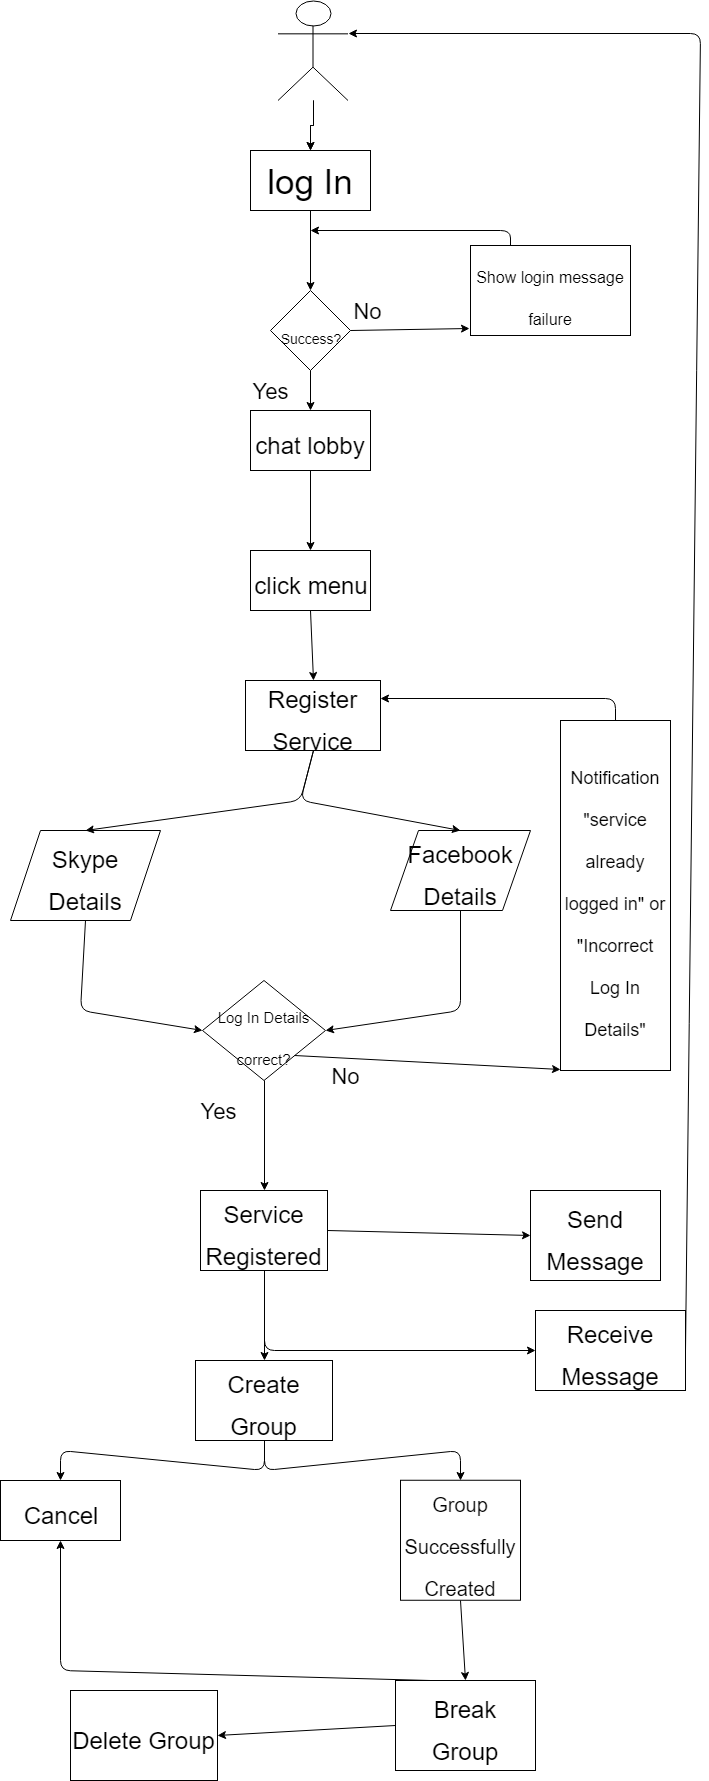 log In
Show login message
failure
No
Success?
Yes
chat lobby
click menu
Register
Service
Notification
"service
already
logged in" or
"Incorrect
Log In
Details"
Skype
Details
Facebook
Details
Log In Details
correct?
No
Yes
Service
Registered
Send
Message
Receive
Message
Create
Group
Cancel
Group
Successfully
Created
Break
Group
Delete Group